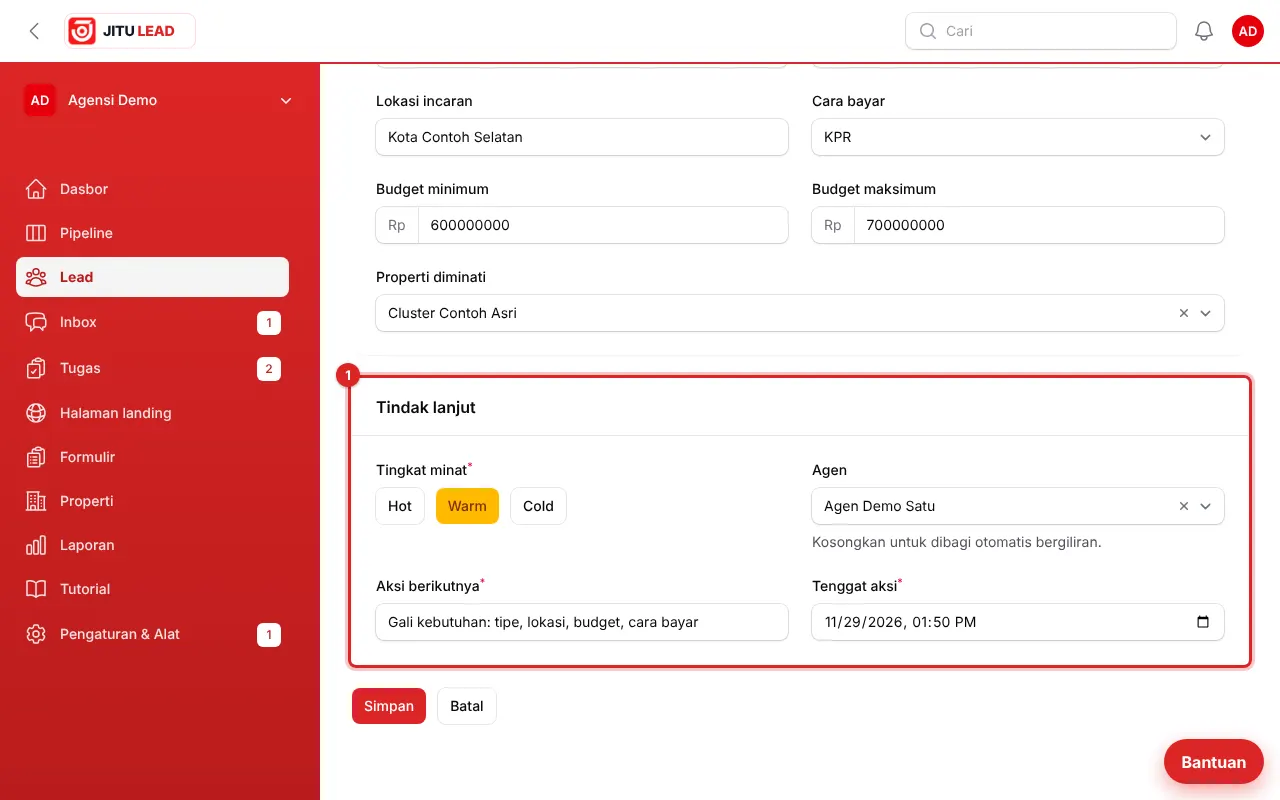 JITU LEAD
Cari
AD
AD
Agensi Demo
Dasbor
Pipeline
Lead
Inbox
1
Tugas
2
Halaman landing
Formulir
Properti
Laporan
Tutorial
Pengaturan & Alat
1
Lokasi incaran
Kota Contoh Selatan
Cara bayar
KPR
Budget minimum
Rp 600000000
Budget maksimum
Rp 700000000
Properti diminati
Cluster Contoh Asri
1
Tindak lanjut
Tingkat minat*
Hot
Warm
Cold
Agen
Agen Demo Satu
Kosongkan untuk dibagi otomatis bergiliran.
Aksi berikutnya*
Gali kebutuhan: tipe, lokasi, budget, cara bayar
Tenggat aksi*
11/29/2026, 01:50 PM
Simpan
Batal
Bantuan